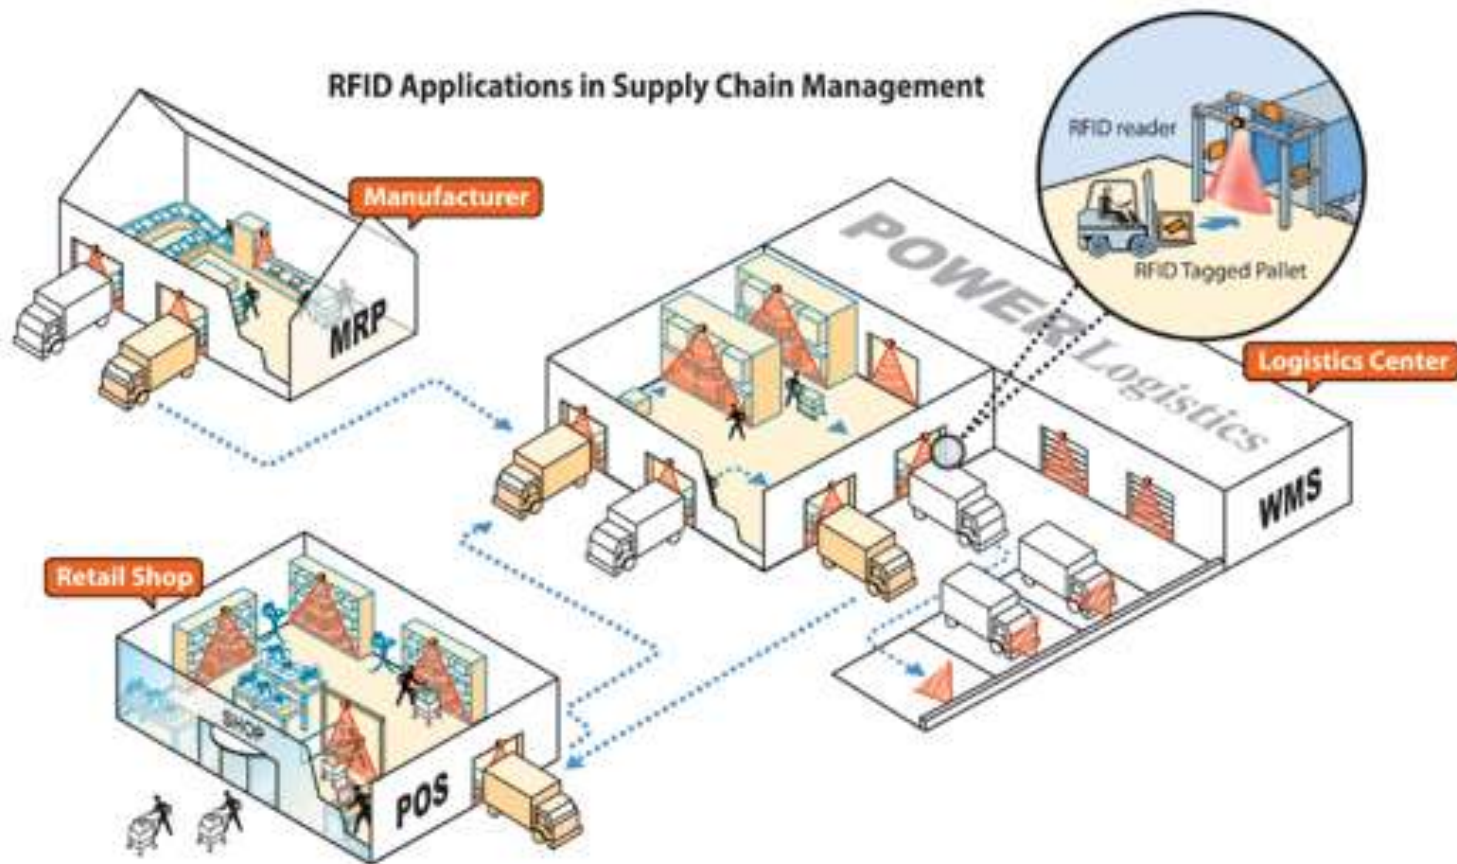 RFID Applications in Supply Chain Management
RFID reader
RFID Tagged Pallet
Manufacturer
MRP
POWER Logistics
Logistics Center
WMS
Retail Shop
SHOP
POS